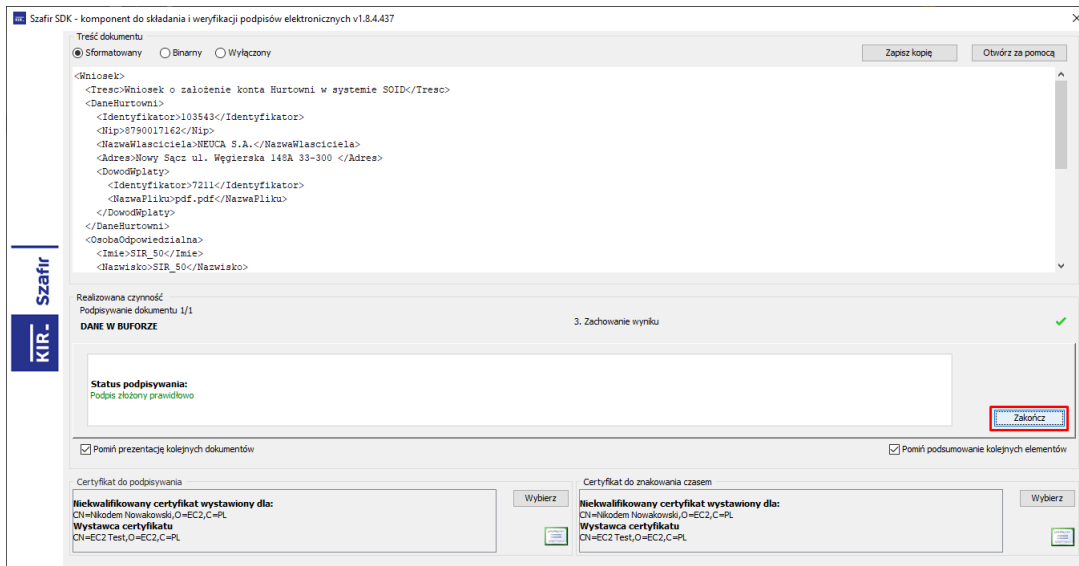 KIR Szafir SDK - komponent do składania i weryfikacji podpisów elektronicznych v1.8.4.437
Treść dokumentu
Sformatowany Binarny Wyłączony Zapisz kopię Otwórz za pomocą
<Wniosek>
<Tresc>Wniosek o założenie konta Hurtowni w systemie SOID</Tresc>
<DaneHurtowni>
<Identyfikator>103543</Identyfikator>
<Nip>8790017162</Nip>
<NazwaWlasciciela>NEUCA S.A.</NazwaWlasciciela>
<Adres>Nowy Sącz ul. Węgierska 148A 33-300 </Adres>
<DowodWplaty>
<Identyfikator>7211</Identyfikator>
<NazwaPliku>pdf.pdf</NazwaPliku>
</DowodWplaty>
</DaneHurtowni>
<OsobaOdpowiedzialna>
<Imie>SIR_50</Imie>
<Nazwisko>SIR_50</Nazwisko>
KIR Szafir
Realizowana czynność
Podpisywanie dokumentu 1/1
DANE W BUFORZE 3. Zachowanie wyniku
Status podpisywania:
Podpis złożony prawidłowo
Zakończ
Pomiń prezentację kolejnych dokumentów Pomiń podsumowanie kolejnych elementów
Certyfikat do podpisywania
Niekwalifikowany certyfikat wystawiony dla:
CN=Nikodem Nowakowski,O=EC2,C=PL
Wystawca certyfikatu
CN=EC2 Test,O=EC2,C=PL
Wybierz
Certyfikat do znakowania czasem
Niekwalifikowany certyfikat wystawiony dla:
CN=Nikodem Nowakowski,O=EC2,C=PL
Wystawca certyfikatu
CN=EC2 Test,O=EC2,C=PL
Wybierz